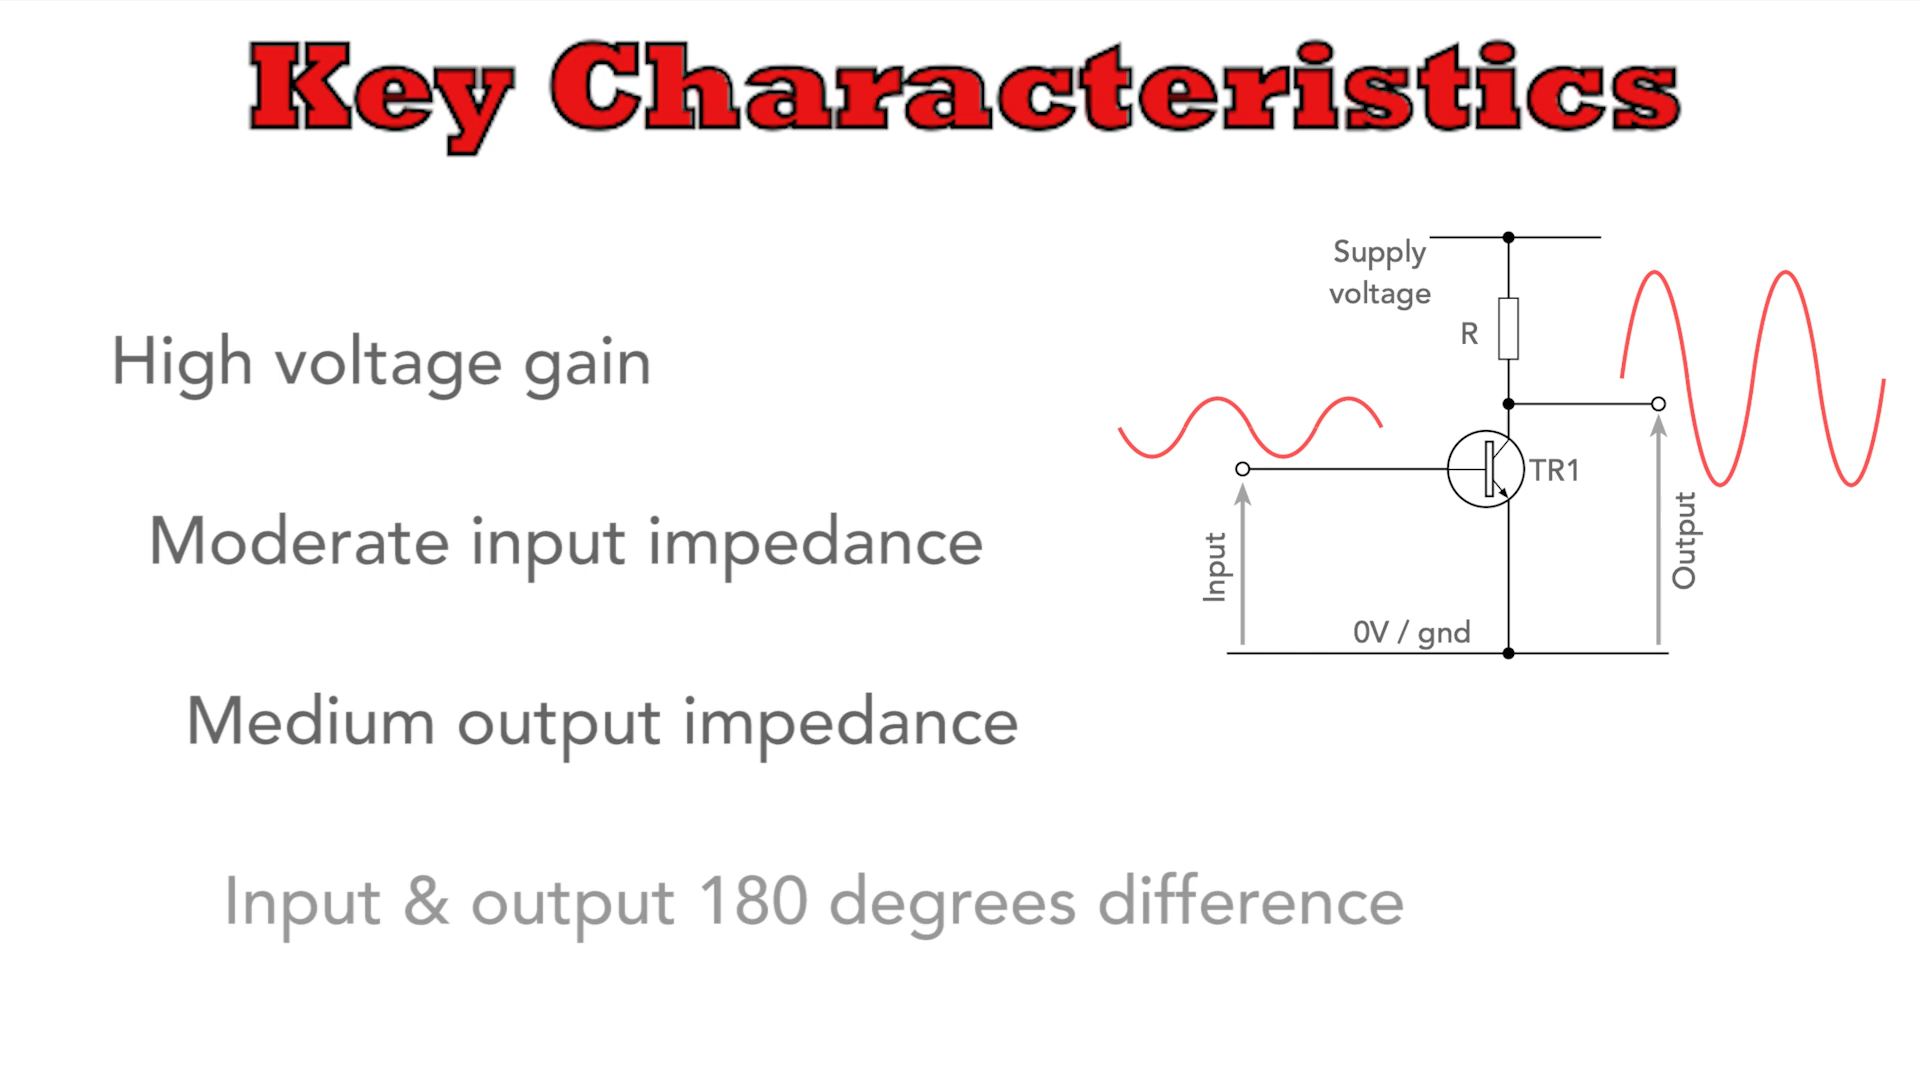 Key Characteristics
High voltage gain
Moderate input impedance
Medium output impedance
Input & output 180 degrees difference
Supply
voltage
R
TR1
Input
Output
0V / gnd